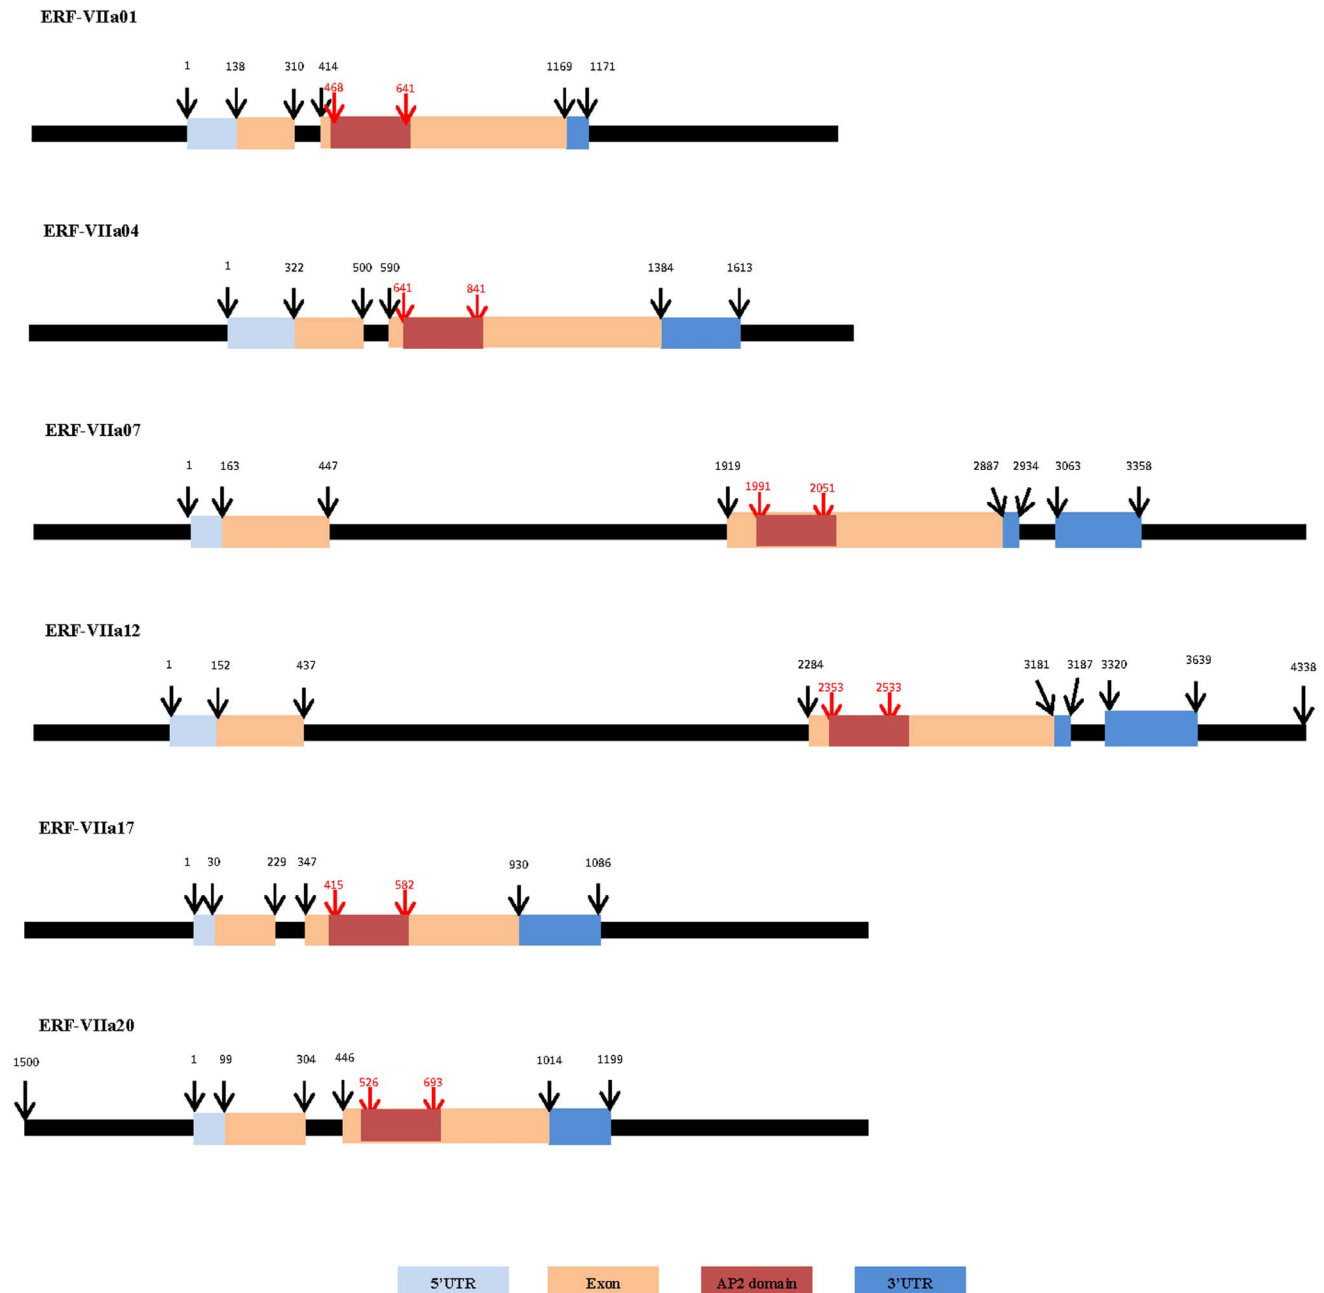 ERF-VIIa01
1 138 310 414 1169 1171
468 641
ERF-VIIa04
1 322 500 590 1384 1613
641 841
ERF-VIIa07
1 163 447 1919 2887 2934 3063 3358
1991 2051
ERF-VIIa12
1 152 437 2284 3181 3187 3320 3639 4338
2353 2533
ERF-VIIa17
1 30 229 347 930 1086
415 582
ERF-VIIa20
1500 1 99 304 446 1014 1199
526 693
5'UTR Exon AP2 domain 3'UTR